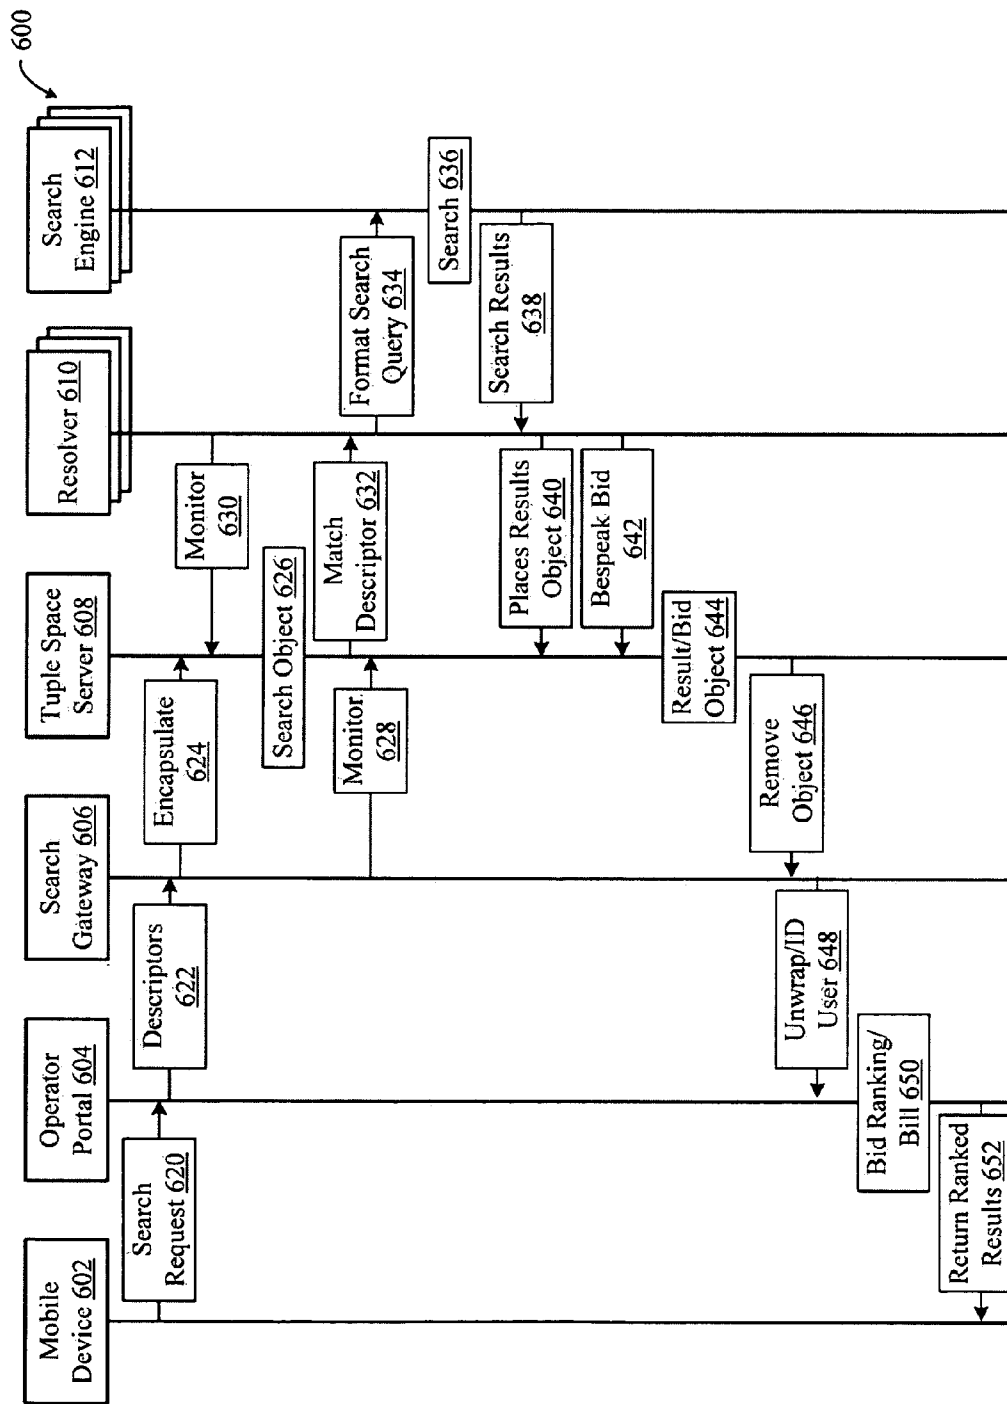 600
Mobile
Device 602
Operator
Portal 604
Search
Gateway 606
Tuple Space
Server 608
Resolver 610
Search
Engine 612
Search
Request 620
Descriptors
622
Encapsulate
624
Monitor
630
Search Object 626
Monitor
628
Match
Descriptor 632
Format Search
Query 634
Search 636
Search Results
638
Places Results
Object 640
Bespeak Bid
642
Result/Bid
Object 644
Remove
Object 646
Unwrap/ID
User 648
Bid Ranking/
Bill 650
Return Ranked
Results 652